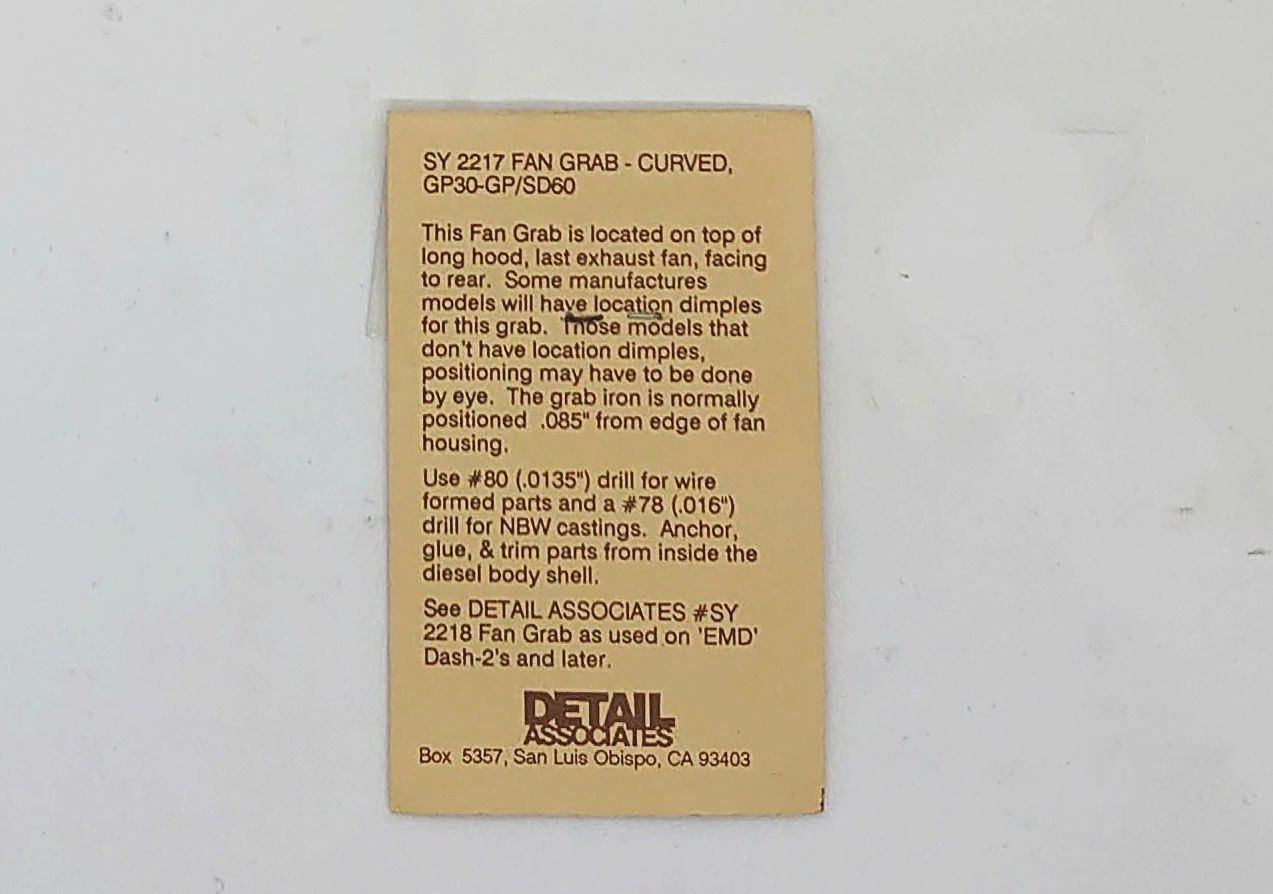 SY 2217 FAN GRAB - CURVED,
GP30-GP/SD60
This Fan Grab is located on top of
long hood, last exhaust fan, facing
to rear. Some manufactures
models will have location dimples
for this grab. Those models that
don't have location dimples,
positioning may have to be done
by eye. The grab iron is normally
positioned .085" from edge of fan
housing.
Use #80 (.0135") drill for wire
formed parts and a #78 (.016")
drill for NBW castings. Anchor,
glue, & trim parts from inside the
diesel body shell.
See DETAIL ASSOCIATES #SY
2218 Fan Grab as used on 'EMD'
Dash-2's and later.
DETAIL
ASSOCIATES
Box 5357, San Luis Obispo, CA 93403